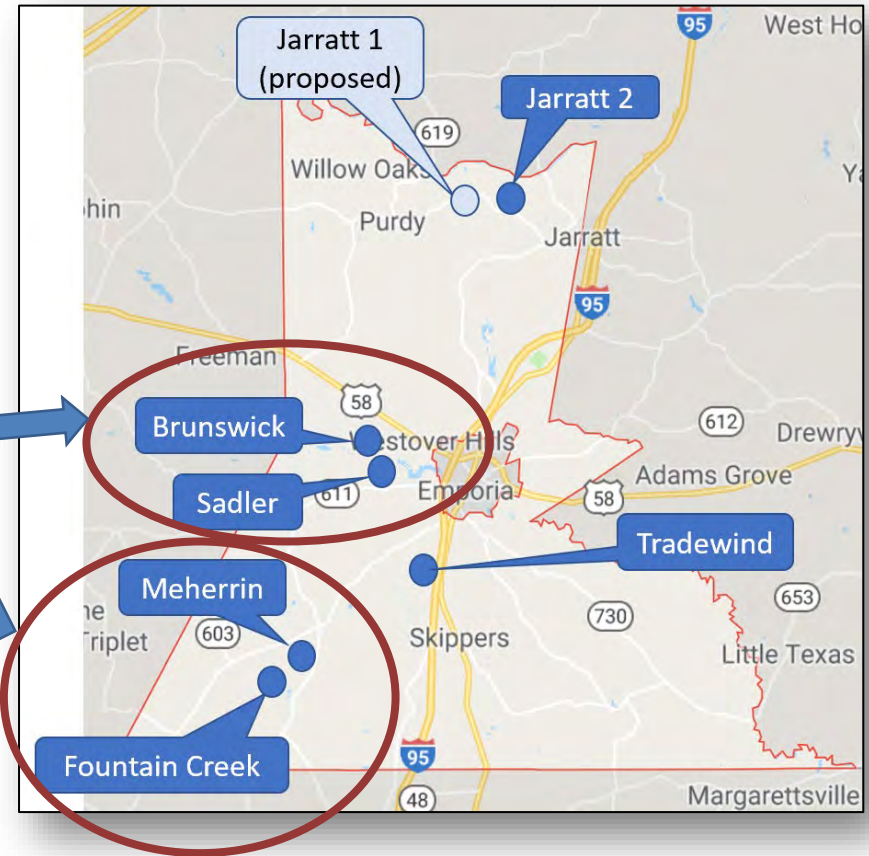 95
West Ho
Jarratt 1
(proposed)
Jarratt 2
619
Willow Oaks
Purdy
Jarratt
95
Freeman
58
Brunswick
estover Hills
612
Drewryv
Sadler
611
Emporia
Adams Grove
58
Tradewind
Meherrin
653
603
Triplet
730
Skippers
Little Texas
Fountain Creek
95
48
Margarettsville